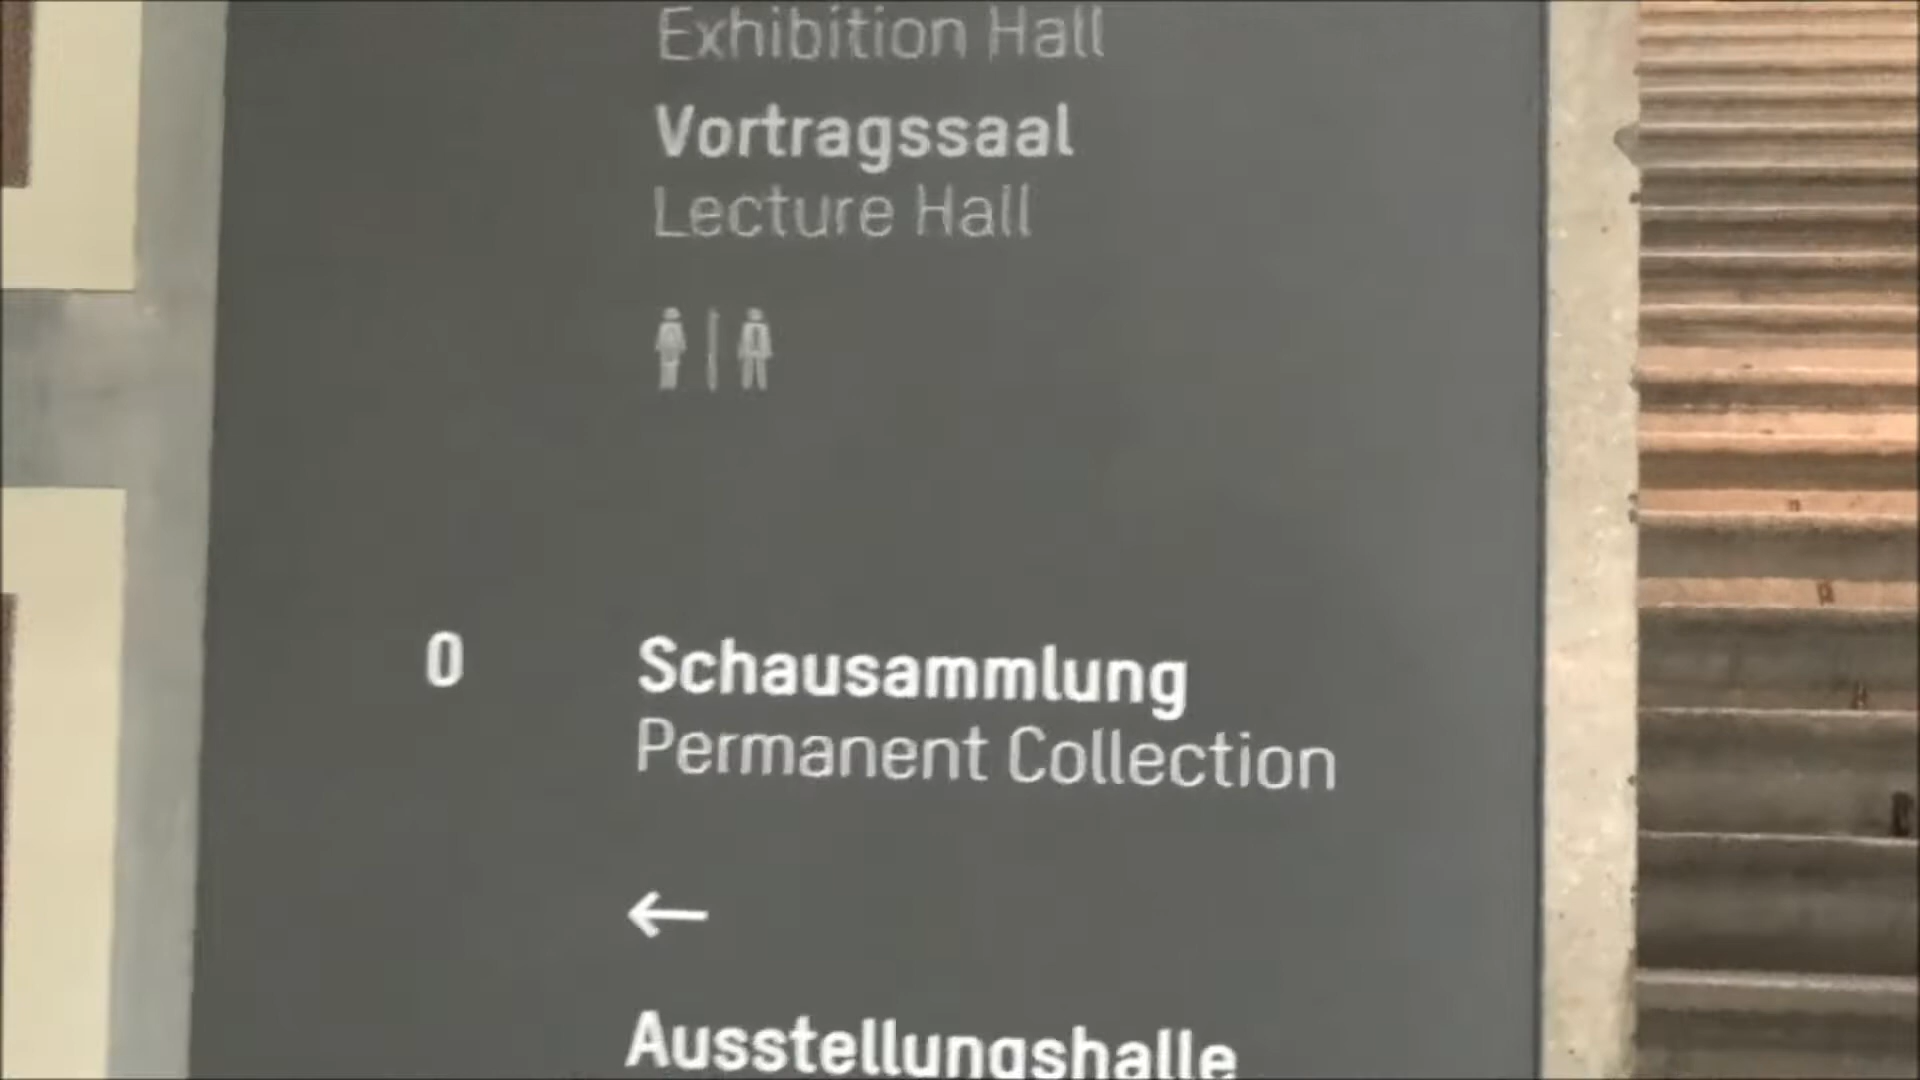 Exhibition Hall
Vortragssaal
Lecture Hall
0 Schausammlung
Permanent Collection
←
Ausstellungshalle